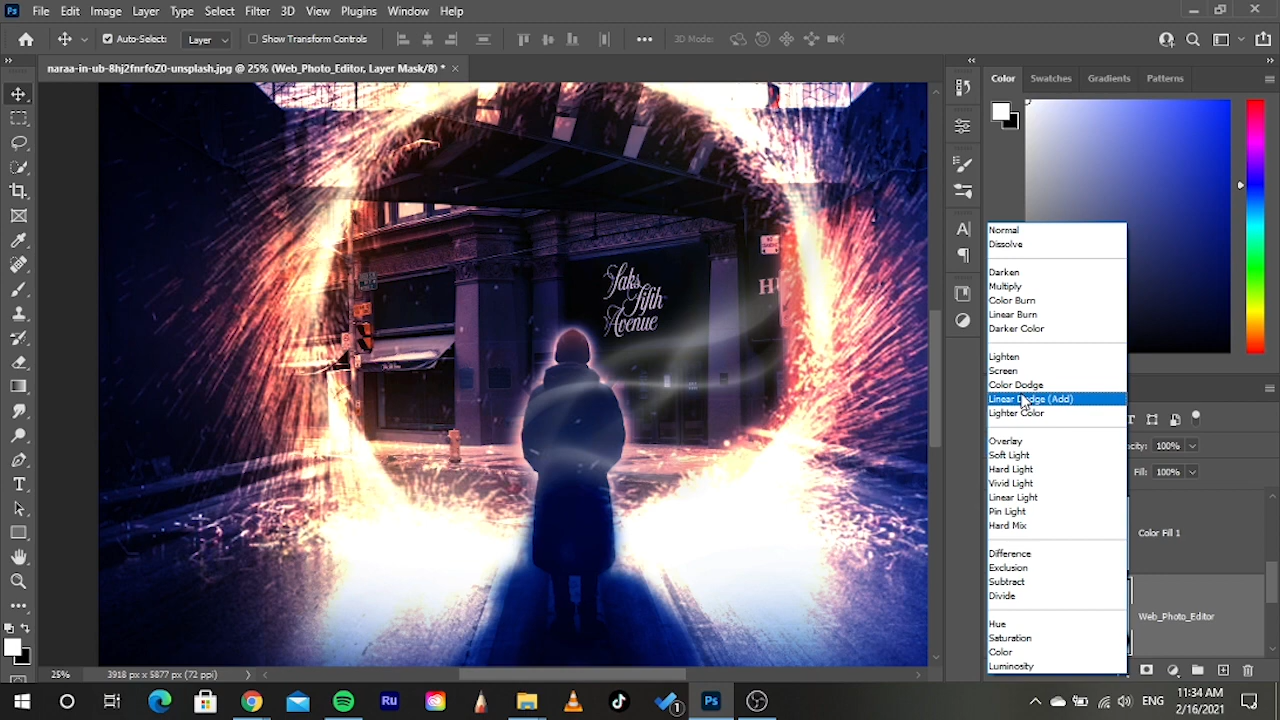 Ps File Edit Image Layer Type Select Filter 3D View Plugins Window Help
Auto-Select: Layer Show Transform Controls 3D Mode:
naraa-in-ub-8hj2fnrfoZ0-unsplash.jpg @ 25% (Web_Photo_Editor, Layer Mask/8) *
Color Swatches Gradients Patterns
Saks
Fifth
Avenue
H
Normal
Dissolve
Darken
Multiply
Color Burn
Linear Burn
Darker Color
Lighten
Screen
Color Dodge
Linear Dodge (Add)
Lighter Color
Overlay
Soft Light
Hard Light
Vivid Light
Linear Light
Pin Light
Hard Mix
Difference
Exclusion
Subtract
Divide
Hue
Saturation
Color
Luminosity
acity: 100%
Fill: 100%
Color Fill 1
Web_Photo_Editor
25% 3918 px x 5877 px (72 ppi)
Ru
Ps
1
ENG
11:34 AM
2/16/2021